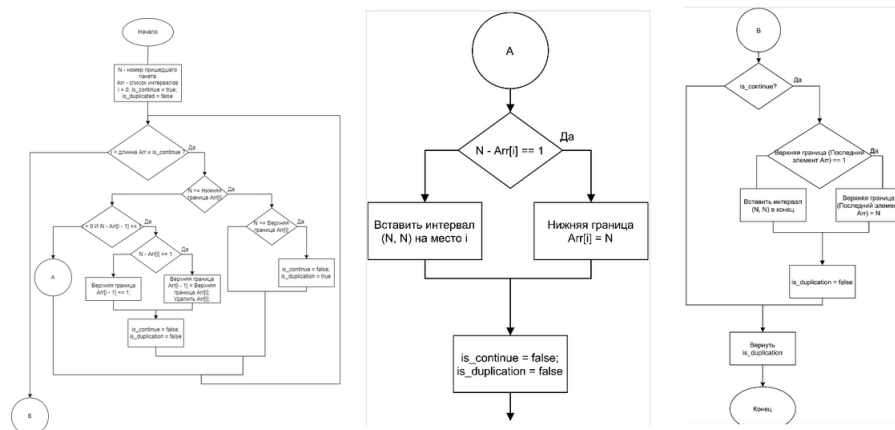 Начало
N - номер пришедшего
пакета
Arr - список интервалов
i = 0; is_continue = true;
is_duplicated = false
i < длинна Arr и is_continue ?
Да
N >= Нижняя
граница Arr[i]
Да
= 0 И N - Arr[i - 1] == 1
Да
N <= Верхняя
граница Arr[i]
Да
N - Arr[i] == 1
Да
A
Верхняя граница
Arr[i - 1] += 1;
Верхняя граница
Arr[i - 1] = Верхняя
граница Arr[i];
Удалить Arr[i];
is_continue = false;
is_duplication = true
is_continue = false;
is_duplication = false
B
A
N - Arr[i] == 1
Да
Вставить интервал
(N, N) на место i
Нижняя граница
Arr[i] = N
is_continue = false;
is_duplication = false
B
is_continue?
Да
Верхняя граница (Последний
элемент Arr) == 1
Да
Вставить интервал
(N, N) в конец
Верхняя граница
(Последний элемент
Arr) = N
is_duplication = false
Вернуть
is_duplication
Конец